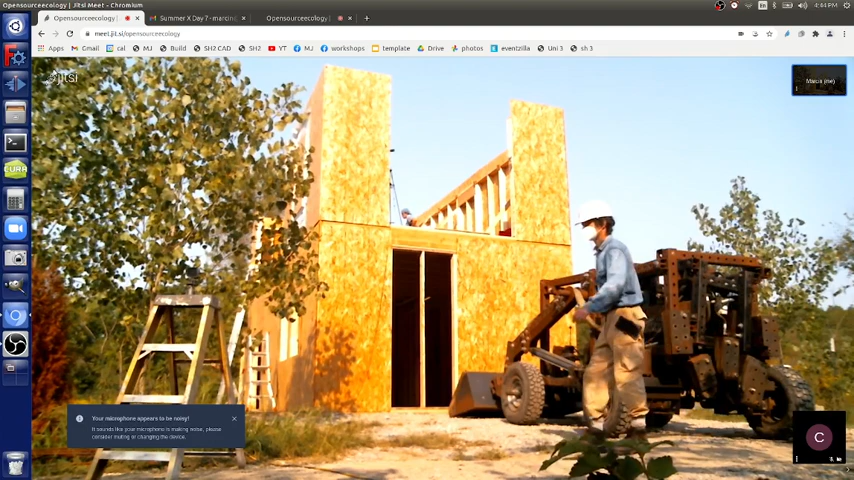 Opensourceecology | Jitsi Meet - Chromium
4:44 PM
Opensourceecology |
Summer X Day 7 - marcin
Opensourceecology |
meet.jit.si/opensourceecology
Apps
Gmail
cal
MJ
Build
SH2 CAD
SH2
YT
MJ
workshops
template
Drive
photos
eventzilla
Uni 3
sh 3
jitsi
Marcin (me)
CURA
Your microphone appears to be noisy!
It sounds like your microphone is making noise, please
consider muting or changing the device.
C